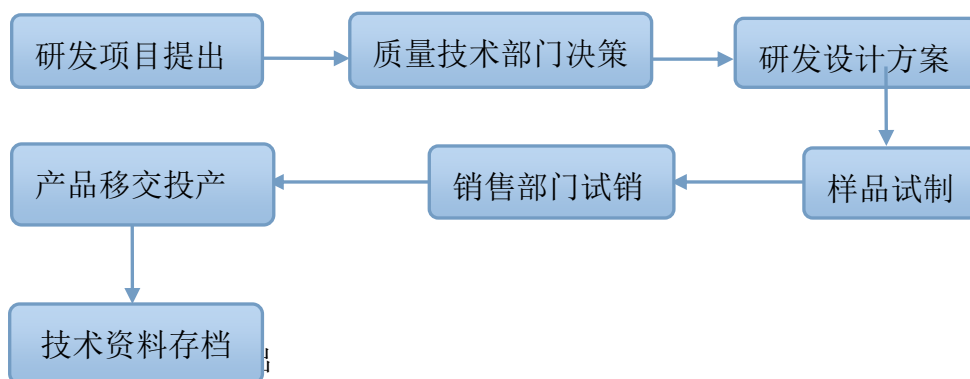 研发项目提出
质量技术部门决策
研发设计方案
样品试制
销售部门试销
产品移交投产
技术资料存档